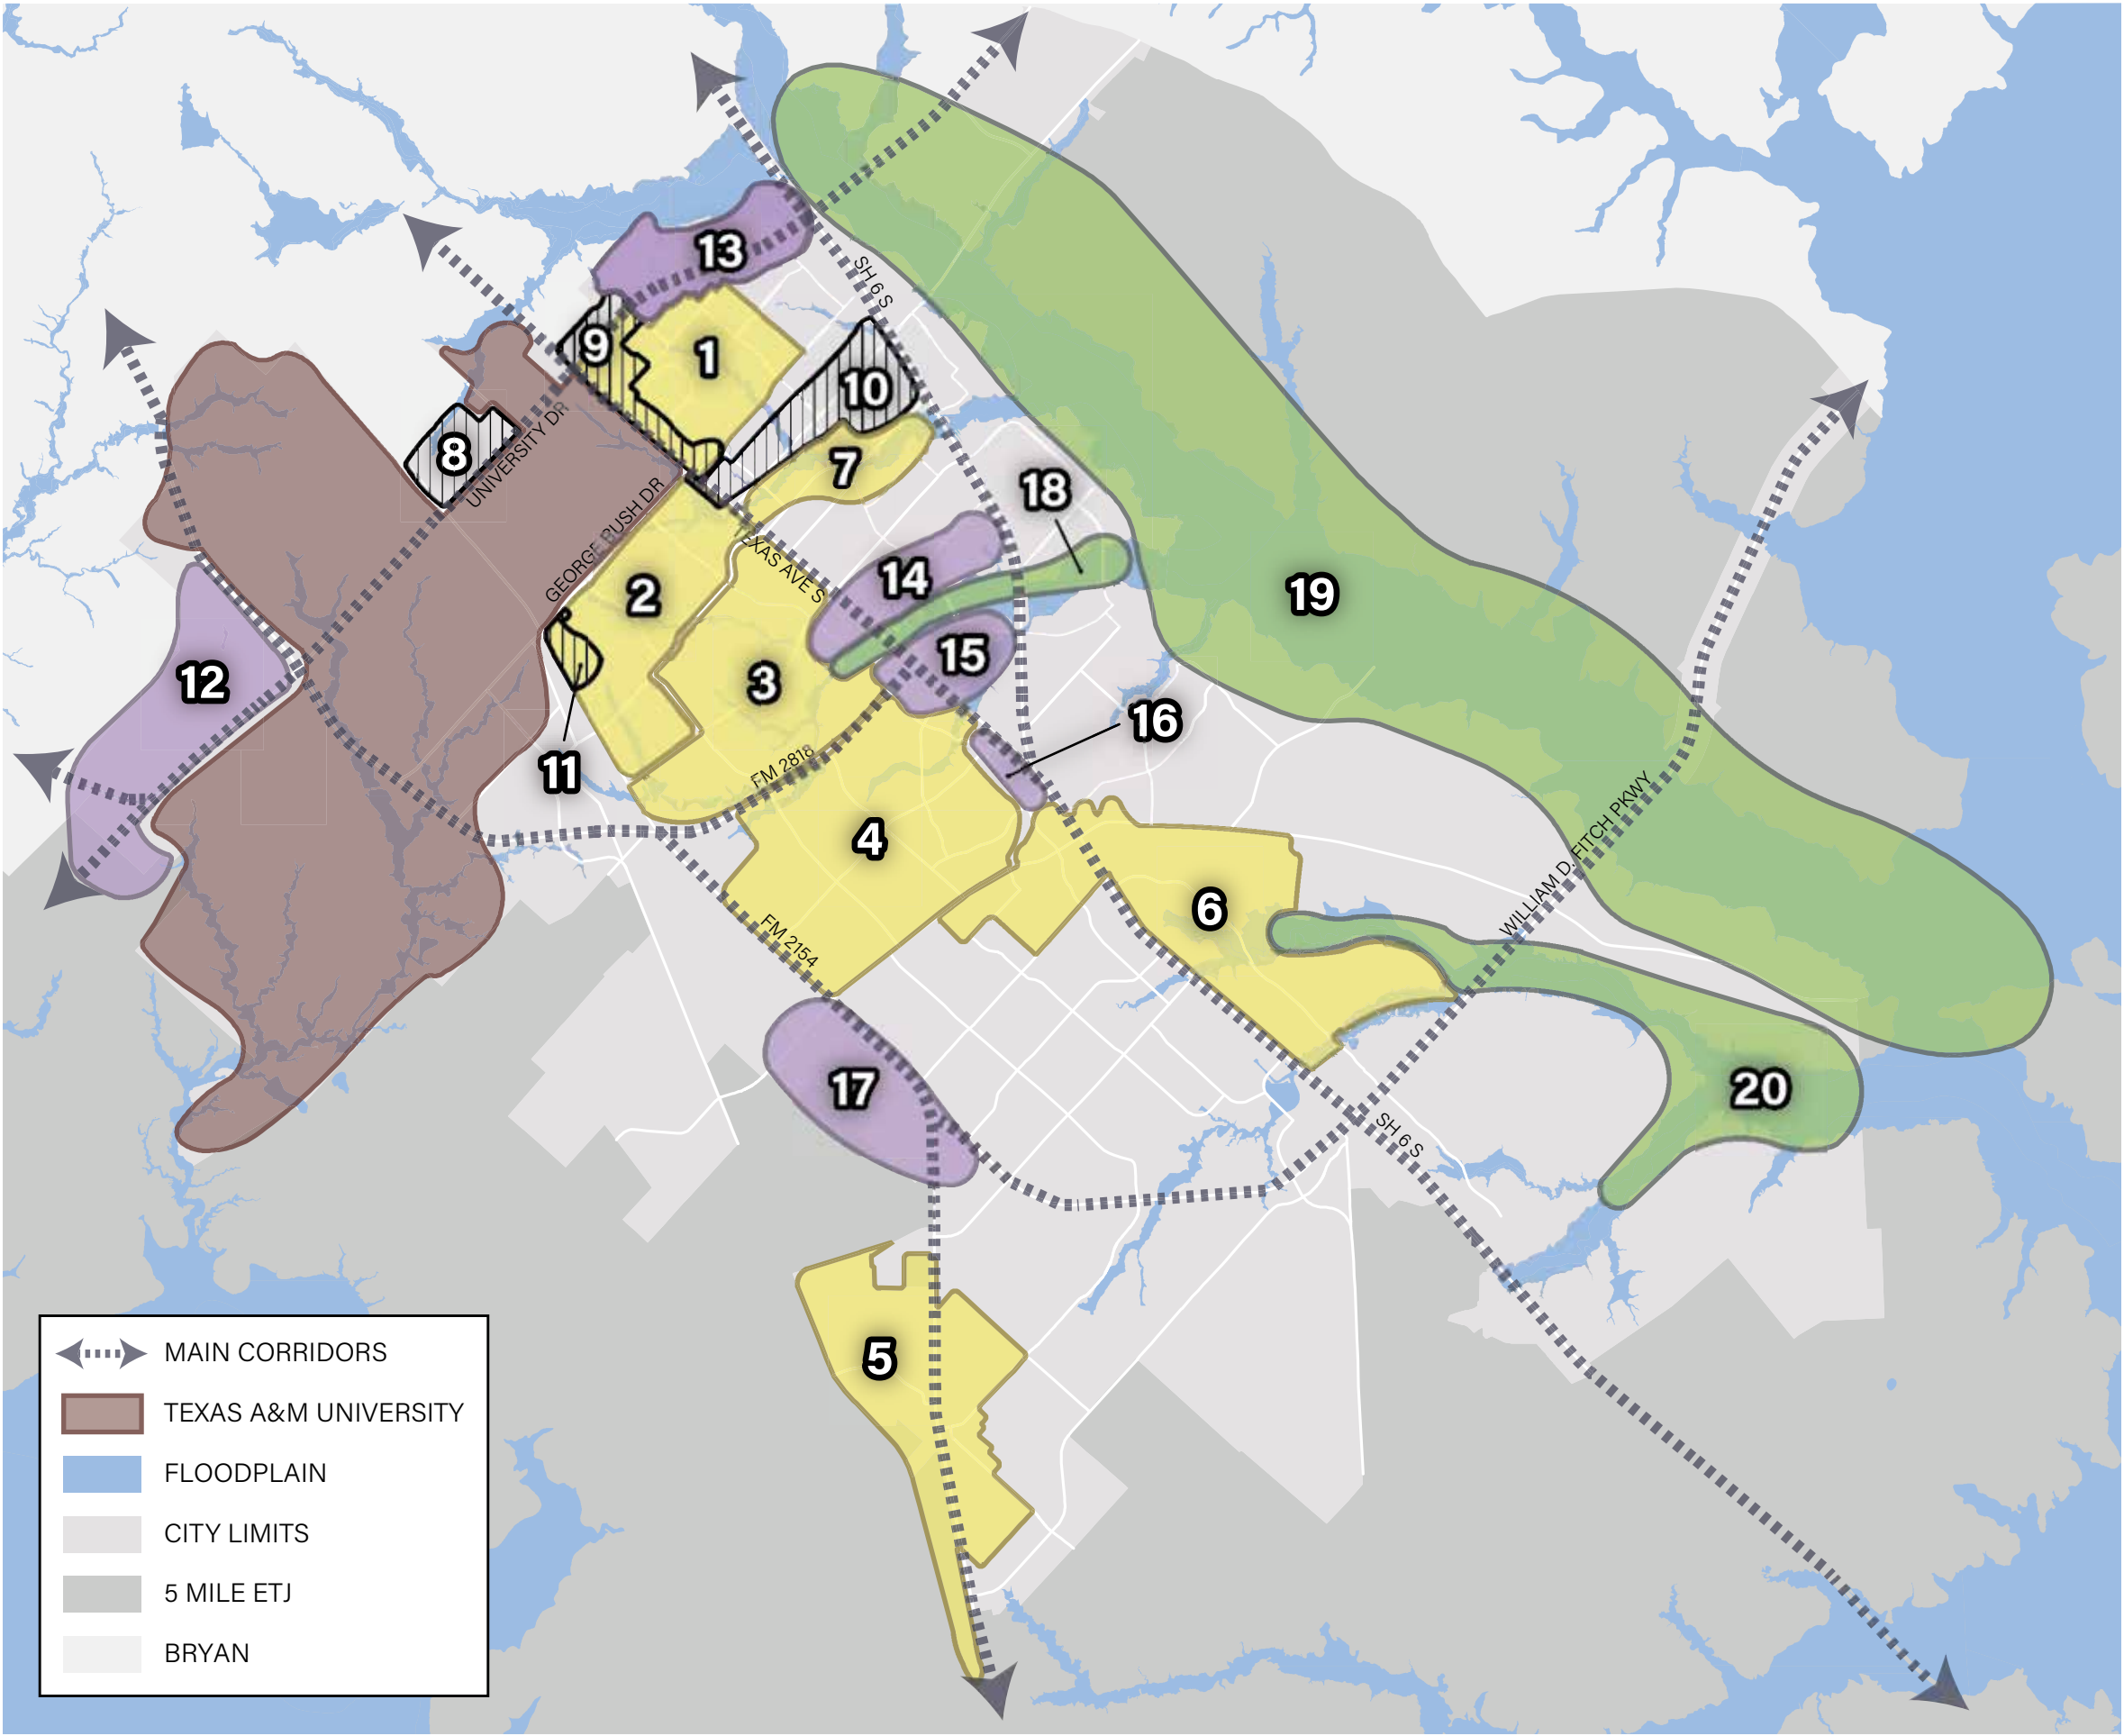 13
SH 6 S
9
1
10
8
UNIVERSITY DR
7
GEORGE BUSH DR
18
TEXAS AVE S
14
2
19
15
12
3
16
11
FM 2818
4
WILLIAM D. FITCH PKWY
6
FM 2154
17
20
SH 6 S
5
MAIN CORRIDORS
TEXAS A&M UNIVERSITY
FLOODPLAIN
CITY LIMITS
5 MILE ETJ
BRYAN